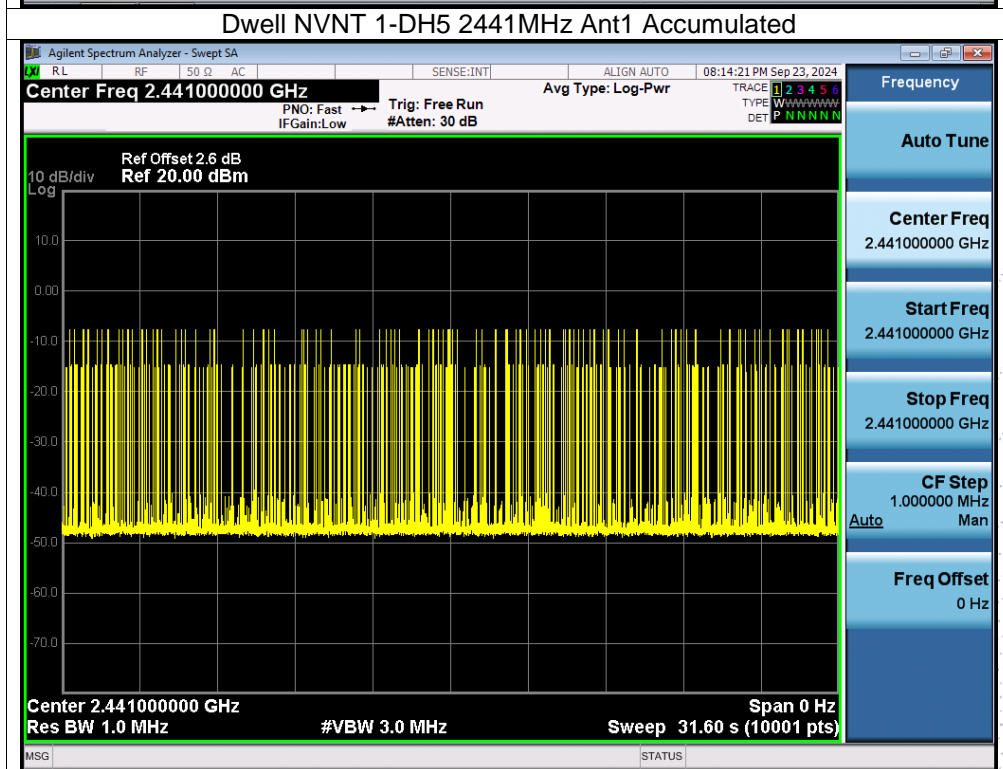 Dwell NVNT 1-DH5 2441MHz Ant1 Accumulated
Agilent Spectrum Analyzer - Swept SA
LXI RL RF 50 Ω AC SENSE:INT ALIGN AUTO 08:14:21 PM Sep 23, 2024
Center Freq 2.441000000 GHz Avg Type: Log-Pwr TRACE 1 2 3 4 5 6
PNO: Fast Trig: Free Run TYPE WWWWWWW
IFGain:Low #Atten: 30 dB DET P N N N N N
Frequency
Auto Tune
Ref Offset 2.6 dB
10 dB/div Ref 20.00 dBm
Log
10.0
0.00
-10.0
-20.0
-30.0
-40.0
-50.0
-60.0
-70.0
Center Freq
2.441000000 GHz
Start Freq
2.441000000 GHz
Stop Freq
2.441000000 GHz
CF Step
1.000000 MHz
Auto Man
Freq Offset
0 Hz
Center 2.441000000 GHz Span 0 Hz
Res BW 1.0 MHz #VBW 3.0 MHz Sweep 31.60 s (10001 pts)
MSG STATUS